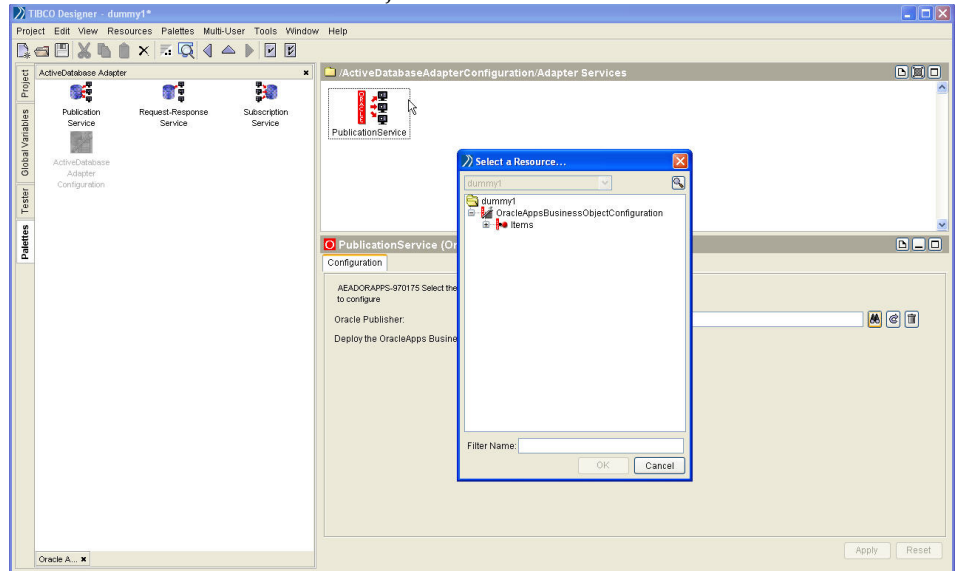 TIBCO Designer - dummy1*
Project Edit View Resources Palettes Multi-User Tools Window Help
Project
Global Variables
Tester
Palettes
ActiveDatabase Adapter
Publication
Service
Request-Response
Service
Subscription
Service
ActiveDatabase
Adapter
Configuration
Oracle A...
/ActiveDatabaseAdapterConfiguration/Adapter Services
ORACLE
PublicationService
PublicationService (Or
Configuration
AEADORAPPS-970175 Select the
to configure
Oracle Publisher:
Deploy the OracleApps Busine
Select a Resource...
dummy1
dummy1
OracleAppsBusinessObjectConfiguration
Items
Filter Name:
OK Cancel
Apply Reset